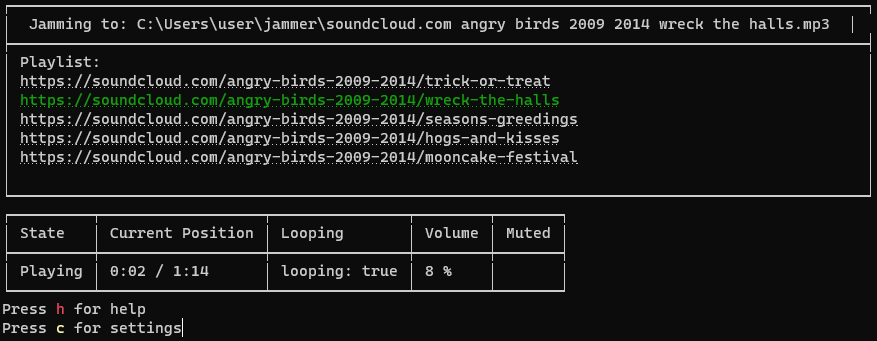 Jamming to: C:\Users\user\jammer\soundcloud.com angry birds 2009 2014 wreck the halls.mp3
Playlist:
https://soundcloud.com/angry-birds-2009-2014/trick-or-treat
https://soundcloud.com/angry-birds-2009-2014/wreck-the-halls
https://soundcloud.com/angry-birds-2009-2014/seasons-greedings
https://soundcloud.com/angry-birds-2009-2014/hogs-and-kisses
https://soundcloud.com/angry-birds-2009-2014/mooncake-festival
State Current Position Looping Volume Muted
Playing 0:02 / 1:14 looping: true 8 %
Press h for help
Press c for settings